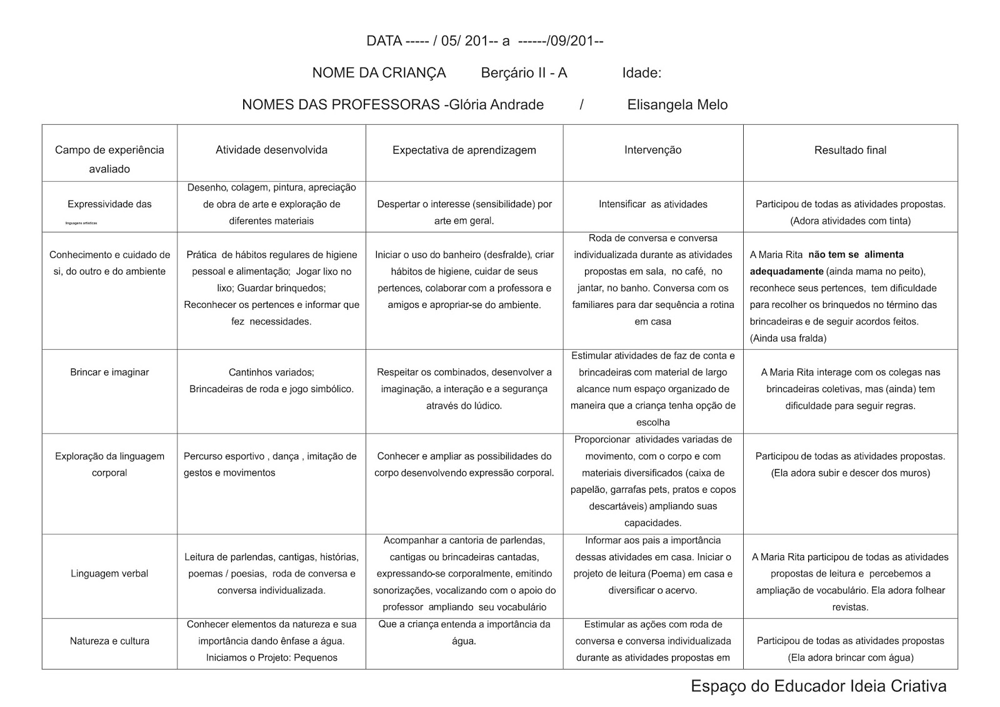 DATA ----- / 05/ 201-- a ------/09/201--
NOME DA CRIANÇA Berçário II - A Idade:
NOMES DAS PROFESSORAS -Glória Andrade / Elisangela Melo
Campo de experiência
avaliado
Atividade desenvolvida
Expectativa de aprendizagem
Intervenção
Resultado final
Expressividade das
linguagens artísticas
Desenho, colagem, pintura, apreciação
de obra de arte e exploração de
diferentes materiais
Despertar o interesse (sensibilidade) por
arte em geral.
Intensificar as atividades
Participou de todas as atividades propostas.
(Adora atividades com tinta)
Conhecimento e cuidado de
si, do outro e do ambiente
Prática de hábitos regulares de higiene
pessoal e alimentação; Jogar lixo no
lixo; Guardar brinquedos;
Reconhecer os pertences e informar que
fez necessidades.
Iniciar o uso do banheiro (desfralde), criar
hábitos de higiene, cuidar de seus
pertences, colaborar com a professora e
amigos e apropriar-se do ambiente.
Roda de conversa e conversa
individualizada durante as atividades
propostas em sala, no café, no
jantar, no banho. Conversa com os
familiares para dar sequência a rotina
em casa
A Maria Rita não tem se alimenta
adequadamente (ainda mama no peito),
reconhece seus pertences, tem dificuldade
para recolher os brinquedos no término das
brincadeiras e de seguir acordos feitos.
(Ainda usa fralda)
Brincar e imaginar
Cantinhos variados;
Brincadeiras de roda e jogo simbólico.
Respeitar os combinados, desenvolver a
imaginação, a interação e a segurança
através do lúdico.
Estimular atividades de faz de conta e
brincadeiras com material de largo
alcance num espaço organizado de
maneira que a criança tenha opção de
escolha
A Maria Rita interage com os colegas nas
brincadeiras coletivas, mas (ainda) tem
dificuldade para seguir regras.
Exploração da linguagem
corporal
Percurso esportivo , dança , imitação de
gestos e movimentos
Conhecer e ampliar as possibilidades do
corpo desenvolvendo expressão corporal.
Proporcionar atividades variadas de
movimento, com o corpo e com
materiais diversificados (caixa de
papelão, garrafas pets, pratos e copos
descartáveis) ampliando suas
capacidades.
Participou de todas as atividades propostas.
(Ela adora subir e descer dos muros)
Linguagem verbal
Leitura de parlendas, cantigas, histórias,
poemas / poesias, roda de conversa e
conversa individualizada.
Acompanhar a cantoria de parlendas,
cantigas ou brincadeiras cantadas,
expressando-se corporalmente, emitindo
sonorizações, vocalizando com o apoio do
professor ampliando seu vocabulário
Informar aos pais a importância
dessas atividades em casa. Iniciar o
projeto de leitura (Poema) em casa e
diversificar o acervo.
A Maria Rita participou de todas as atividades
propostas de leitura e percebemos a
ampliação de vocabulário. Ela adora folhear
revistas.
Natureza e cultura
Conhecer elementos da natureza e sua
importância dando ênfase a água.
Iniciamos o Projeto: Pequenos
Que a criança entenda a importância da
água.
Estimular as ações com roda de
conversa e conversa individualizada
durante as atividades propostas em
Participou de todas as atividades propostas
(Ela adora brincar com água)
Espaço do Educador Ideia Criativa